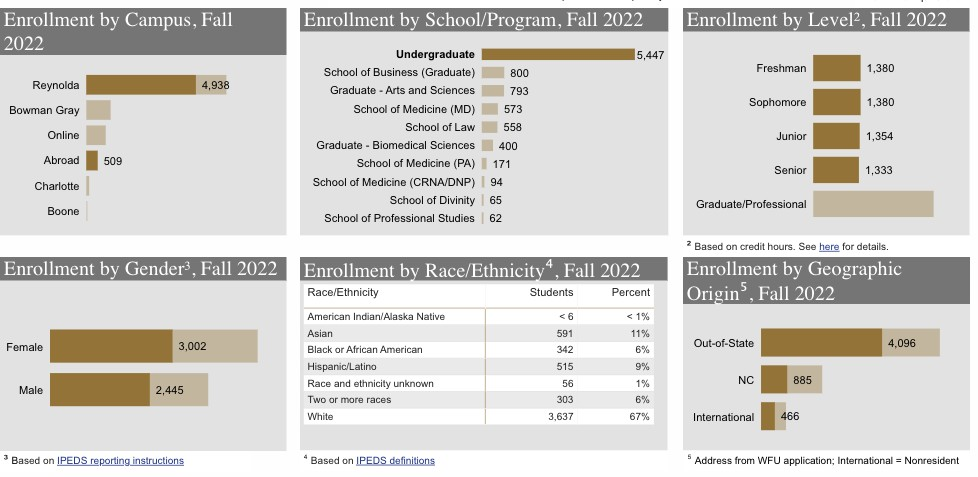 Enrollment by Campus, Fall
2022
Reynolda 4,938
Bowman Gray
Online
Abroad 509
Charlotte
Boone
Enrollment by School/Program, Fall 2022
Undergraduate 5,447
School of Business (Graduate) 800
Graduate - Arts and Sciences 793
School of Medicine (MD) 573
School of Law 558
Graduate - Biomedical Sciences 400
School of Medicine (PA) 171
School of Medicine (CRNA/DNP) 94
School of Divinity 65
School of Professional Studies 62
Enrollment by Level², Fall 2022
Freshman 1,380
Sophomore 1,380
Junior 1,354
Senior 1,333
Graduate/Professional
² Based on credit hours. See here for details.
Enrollment by Gender³, Fall 2022
Female 3,002
Male 2,445
³ Based on IPEDS reporting instructions
Enrollment by Race/Ethnicity⁴, Fall 2022
Race/Ethnicity Students Percent
American Indian/Alaska Native < 6 < 1%
Asian 591 11%
Black or African American 342 6%
Hispanic/Latino 515 9%
Race and ethnicity unknown 56 1%
Two or more races 303 6%
White 3,637 67%
⁴ Based on IPEDS definitions
Enrollment by Geographic
Origin⁵, Fall 2022
Out-of-State 4,096
NC 885
International 466
⁵ Address from WFU application; International = Nonresident